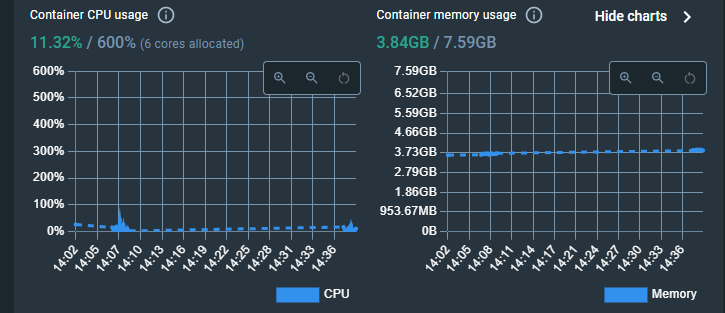 Container CPU usage
11.32% / 600% (6 cores allocated)
600%
500%
400%
300%
200%
100%
0%
14:02 14:05 14:07 14:10 14:13 14:16 14:19 14:22 14:25 14:28 14:30 14:33 14:36
CPU
Container memory usage
Hide charts
3.84GB / 7.59GB
7.59GB
6.52GB
5.59GB
4.66GB
3.73GB
2.79GB
1.86GB
953.67MB
0B
14:02 14:05 14:08 14:11 14:14 14:17 14:18 14:21 14:24 14:27 14:30 14:33 14:36
Memory